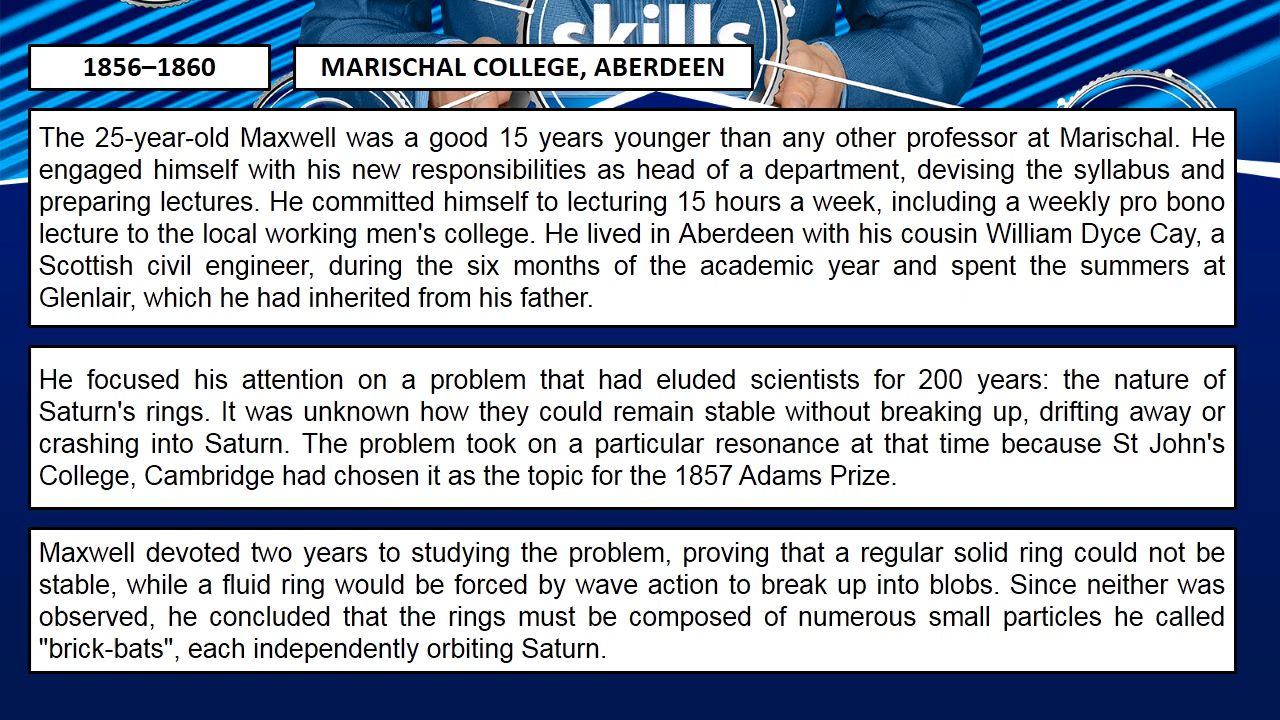 skills
1856–1860
MARISCHAL COLLEGE, ABERDEEN
The 25-year-old Maxwell was a good 15 years younger than any other professor at Marischal. He
engaged himself with his new responsibilities as head of a department, devising the syllabus and
preparing lectures. He committed himself to lecturing 15 hours a week, including a weekly pro bono
lecture to the local working men's college. He lived in Aberdeen with his cousin William Dyce Cay, a
Scottish civil engineer, during the six months of the academic year and spent the summers at
Glenlair, which he had inherited from his father.
He focused his attention on a problem that had eluded scientists for 200 years: the nature of
Saturn's rings. It was unknown how they could remain stable without breaking up, drifting away or
crashing into Saturn. The problem took on a particular resonance at that time because St John's
College, Cambridge had chosen it as the topic for the 1857 Adams Prize.
Maxwell devoted two years to studying the problem, proving that a regular solid ring could not be
stable, while a fluid ring would be forced by wave action to break up into blobs. Since neither was
observed, he concluded that the rings must be composed of numerous small particles he called
"brick-bats", each independently orbiting Saturn.